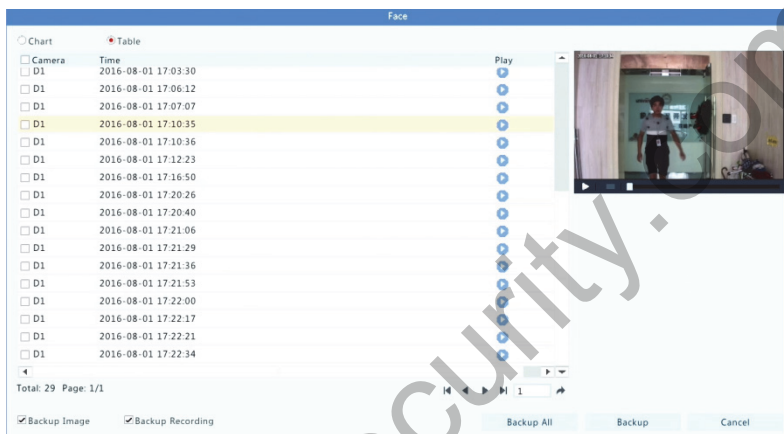 Face
Chart Table
Camera Time Play
D1 2016-08-01 17:03:30
D1 2016-08-01 17:06:12
D1 2016-08-01 17:07:07
D1 2016-08-01 17:10:35
D1 2016-08-01 17:10:36
D1 2016-08-01 17:12:23
D1 2016-08-01 17:16:50
D1 2016-08-01 17:20:26
D1 2016-08-01 17:20:40
D1 2016-08-01 17:21:06
D1 2016-08-01 17:21:29
D1 2016-08-01 17:21:36
D1 2016-08-01 17:21:53
D1 2016-08-01 17:22:00
D1 2016-08-01 17:22:17
D1 2016-08-01 17:22:21
D1 2016-08-01 17:22:34
Total: 29 Page: 1/1
1
Backup Image Backup Recording Backup All Backup Cancel
curity.com